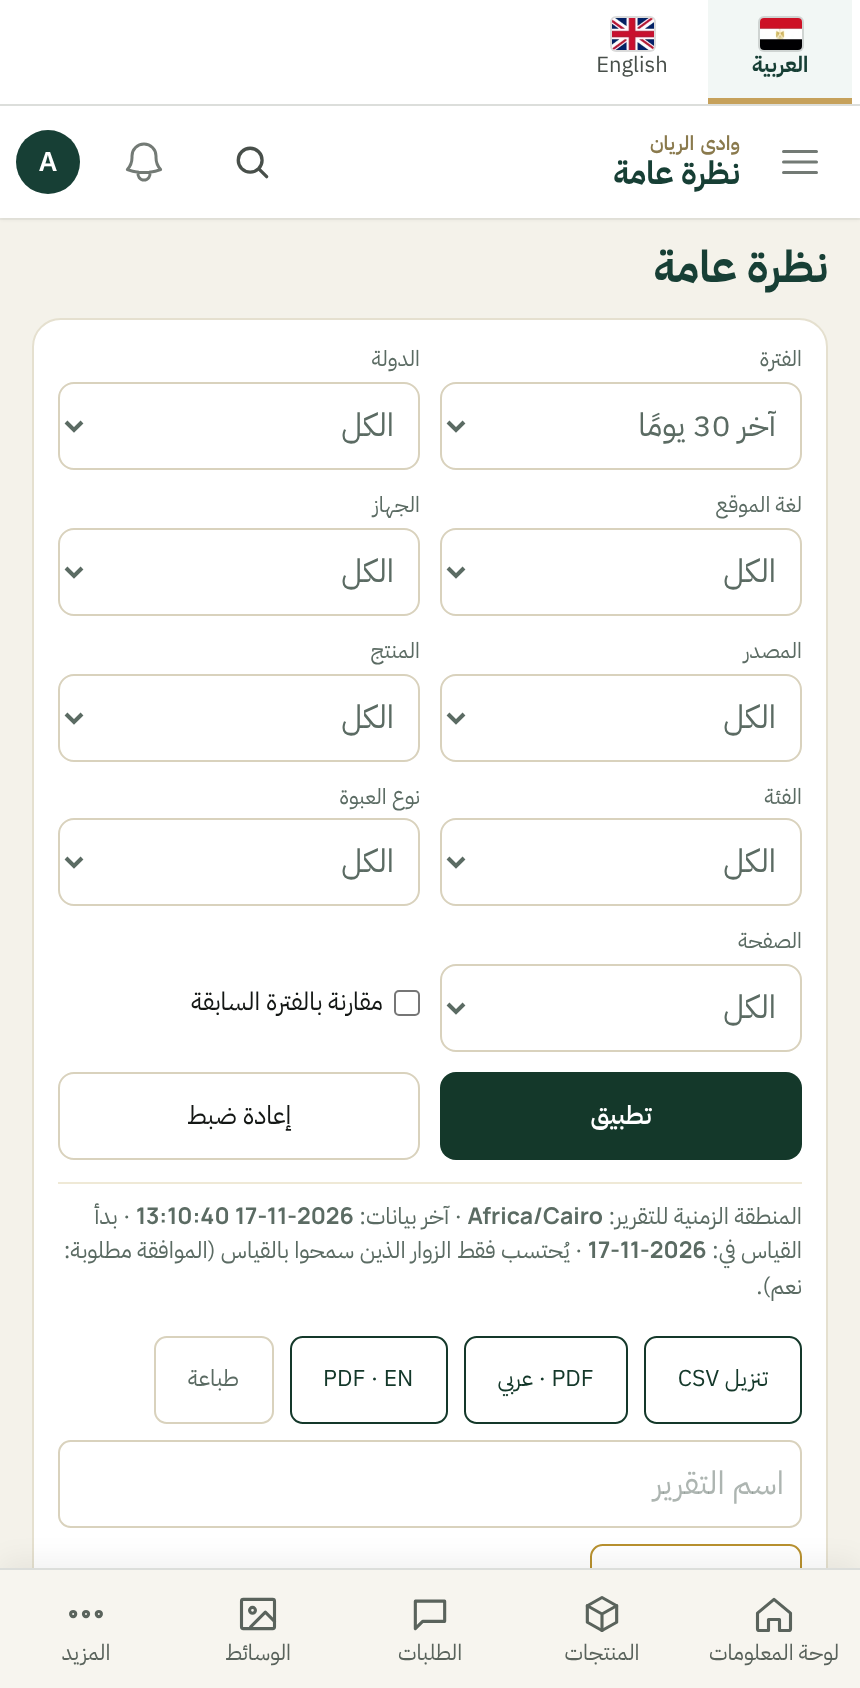 العربية
English
وادى الريان
نظرة عامة
A
نظرة عامة
الفترة
الدولة
آخر 30 يومًا
الكل
لغة الموقع
الجهاز
الكل
الكل
المصدر
المنتج
الكل
الكل
الفئة
نوع العبوة
الكل
الكل
الصفحة
الكل
مقارنة بالفترة السابقة
تطبيق
إعادة ضبط
المنطقة الزمنية للتقرير: Africa/Cairo · آخر بيانات: 2026-11-17 13:10:40 · بدأ
القياس في: 2026-11-17 · يُحتسب فقط الزوار الذين سمحوا بالقياس (الموافقة مطلوبة:
نعم).
تنزيل CSV
PDF · عربي
PDF · EN
طباعة
اسم التقرير
لوحة المعلومات
المنتجات
الطلبات
الوسائط
المزيد